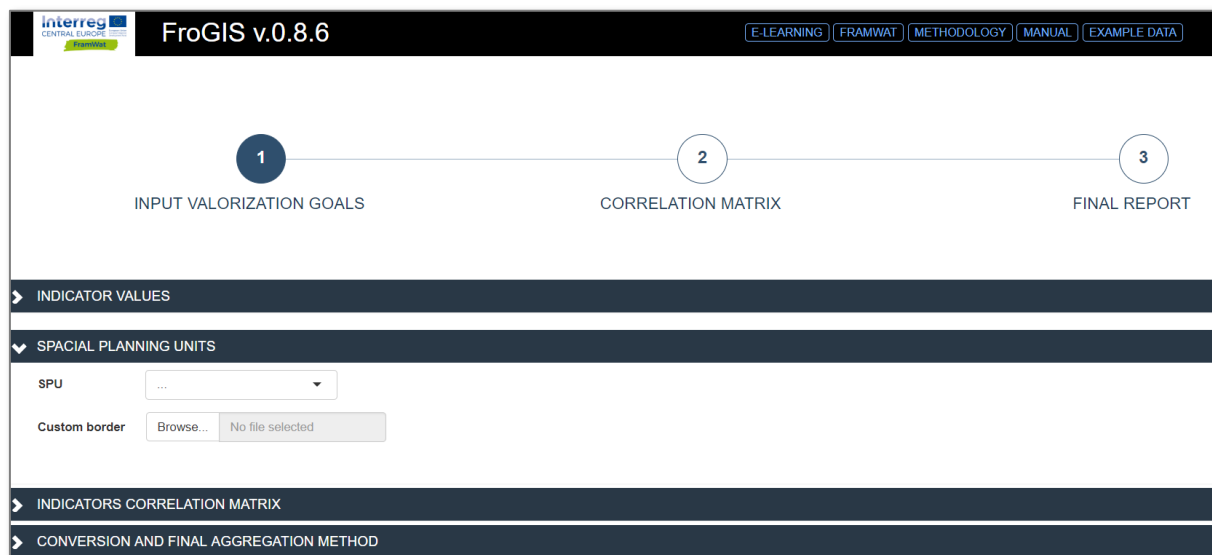 Interreg
CENTRAL EUROPE
FramWat
FroGIS v.0.8.6
E-LEARNING FRAMWAT METHODOLOGY MANUAL EXAMPLE DATA
1 2 3
INPUT VALORIZATION GOALS CORRELATION MATRIX FINAL REPORT
INDICATOR VALUES
SPACIAL PLANNING UNITS
SPU ...
Custom border Browse... No file selected
INDICATORS CORRELATION MATRIX
CONVERSION AND FINAL AGGREGATION METHOD